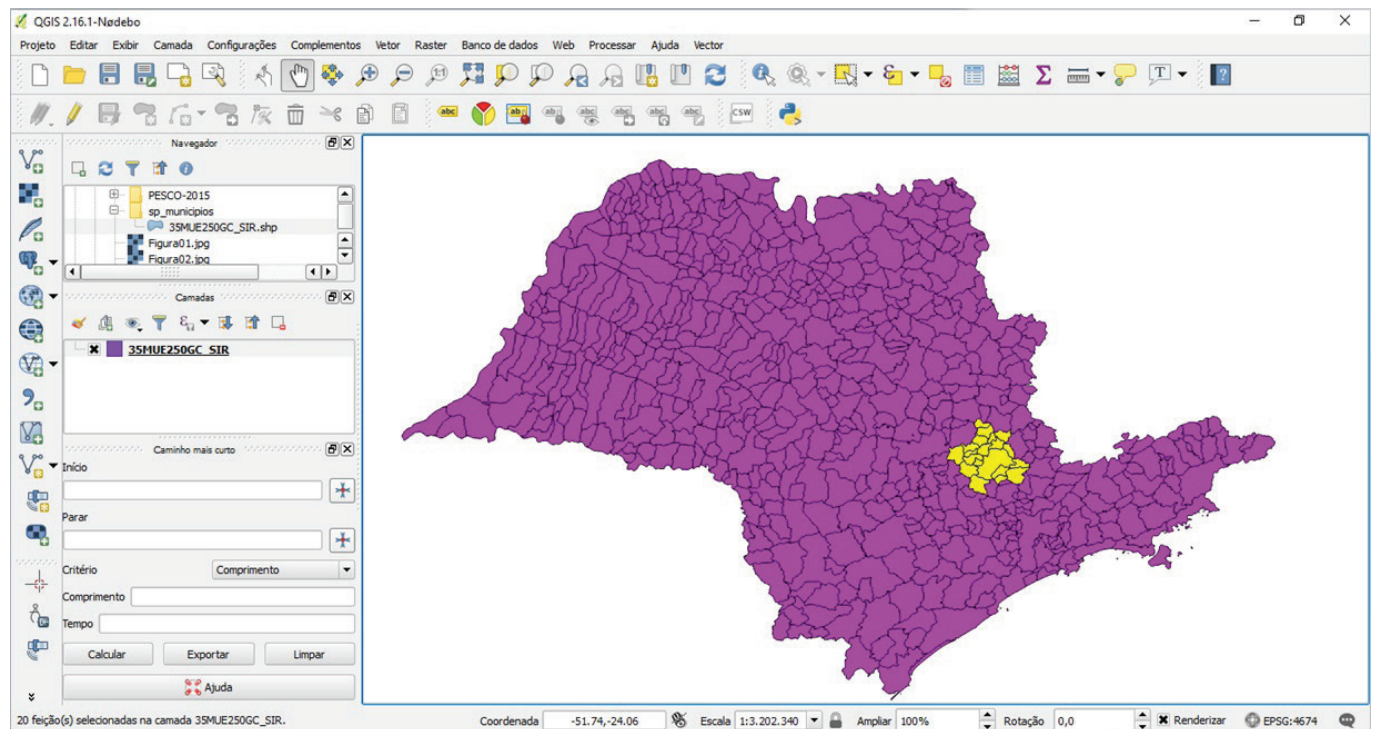 QGIS 2.16.1-Nødebo
Projeto Editar Exibir Camada Configurações Complementos Vetor Raster Banco de dados Web Processar Ajuda Vector
Navegador
PESCO-2015
sp_municipios
35MUE250GC_SIR.shp
Figura01.jpg
Figura02.jpg
Camadas
35MUE250GC_SIR
Caminho mais curto
Início
Parar
Critério Comprimento
Comprimento
Tempo
Calcular Exportar Limpar
Ajuda
20 feição(s) selecionadas na camada 35MUE250GC_SIR. Coordenada -51.74,-24.06 Escala 1:3.202.340 Ampliar 100% Rotação 0,0 Renderizar EPSG:4674